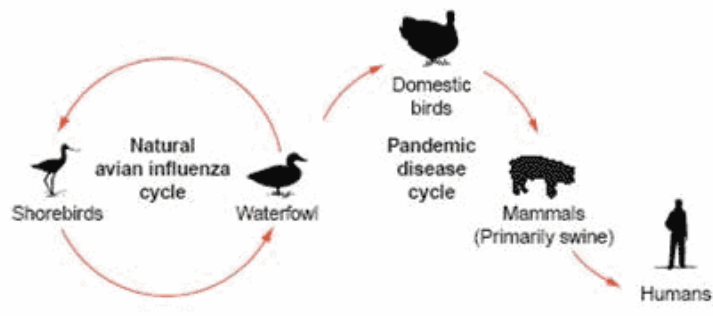 Domestic
birds
Natural
avian influenza
cycle
Pandemic
disease
cycle
Shorebirds
Waterfowl
Mammals
(Primarily swine)
Humans